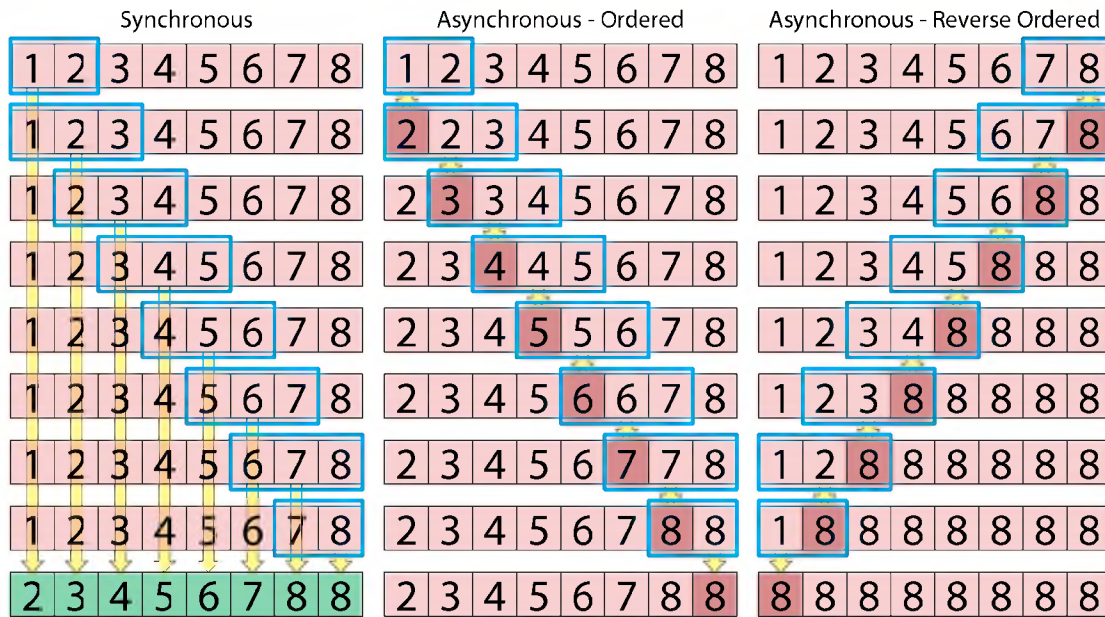 Synchronous Asynchronous - Ordered Asynchronous - Reverse Ordered
1 2 3 4 5 6 7 8 1 2 3 4 5 6 7 8 1 2 3 4 5 6 7 8
1 2 3 4 5 6 7 8 2 2 3 4 5 6 7 8 1 2 3 4 5 6 7 8
1 2 3 4 5 6 7 8 2 3 3 4 5 6 7 8 1 2 3 4 5 6 8 8
1 2 3 4 5 6 7 8 2 3 4 4 5 6 7 8 1 2 3 4 5 8 8 8
1 2 3 4 5 6 7 8 2 3 4 5 5 6 7 8 1 2 3 4 8 8 8 8
1 2 3 4 5 6 7 8 2 3 4 5 6 6 7 8 1 2 3 8 8 8 8 8
1 2 3 4 5 6 7 8 2 3 4 5 6 7 7 8 1 2 8 8 8 8 8 8
1 2 3 4 5 6 7 8 2 3 4 5 6 7 8 8 1 8 8 8 8 8 8 8
2 3 4 5 6 7 8 8 2 3 4 5 6 7 8 8 8 8 8 8 8 8 8 8